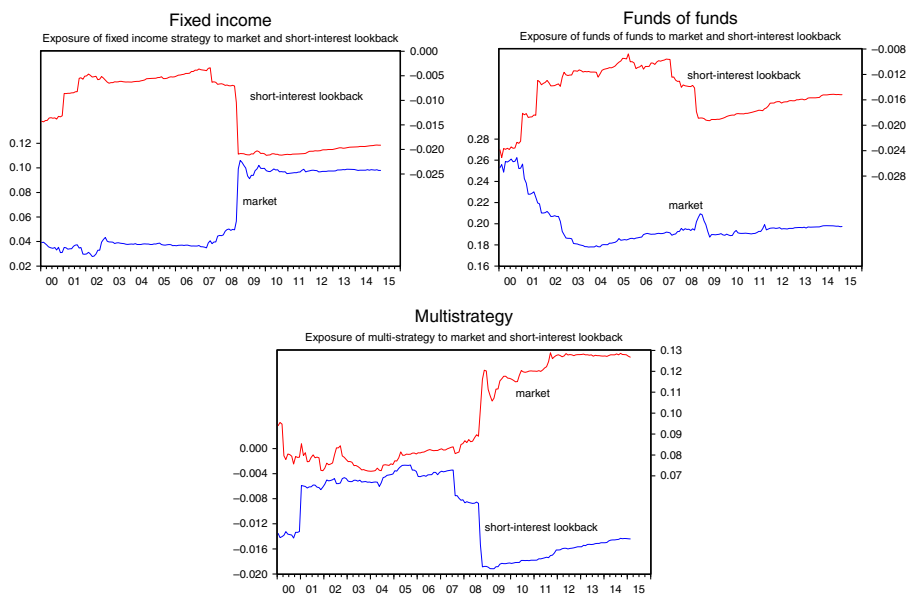 Fixed income
Exposure of fixed income strategy to market and short-interest lookback
0.000
−0.005
−0.010
−0.015
−0.020
−0.025
short-interest lookback
market
0.12
0.10
0.08
0.06
0.04
0.02
00 01 02 03 04 05 06 07 08 09 10 11 12 13 14 15
Funds of funds
Exposure of funds of funds to market and short-interest lookback
−0.008
−0.012
−0.016
−0.020
−0.024
−0.028
short-interest lookback
market
0.28
0.26
0.24
0.22
0.20
0.18
0.16
00 01 02 03 04 05 06 07 08 09 10 11 12 13 14 15
Multistrategy
Exposure of multi-strategy to market and short-interest lookback
0.13
0.12
0.11
0.10
0.09
0.08
0.07
market
short-interest lookback
0.000
−0.004
−0.008
−0.012
−0.016
−0.020
00 01 02 03 04 05 06 07 08 09 10 11 12 13 14 15